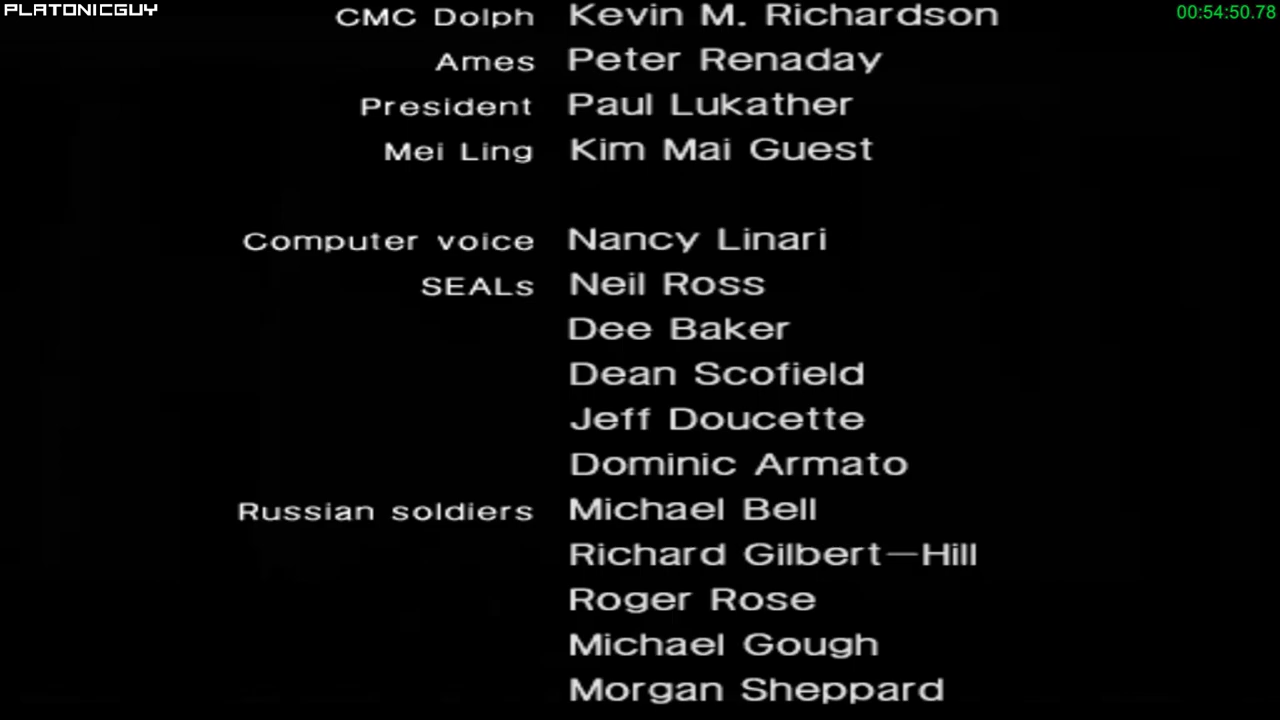 PLATONICGUY
00:54:50.78
CMC Dolph Kevin M. Richardson
Ames Peter Renaday
President Paul Lukather
Mei Ling Kim Mai Guest
Computer voice Nancy Linari
SEALs Neil Ross
Dee Baker
Dean Scofield
Jeff Doucette
Dominic Armato
Russian soldiers Michael Bell
Richard Gilbert—Hill
Roger Rose
Michael Gough
Morgan Sheppard